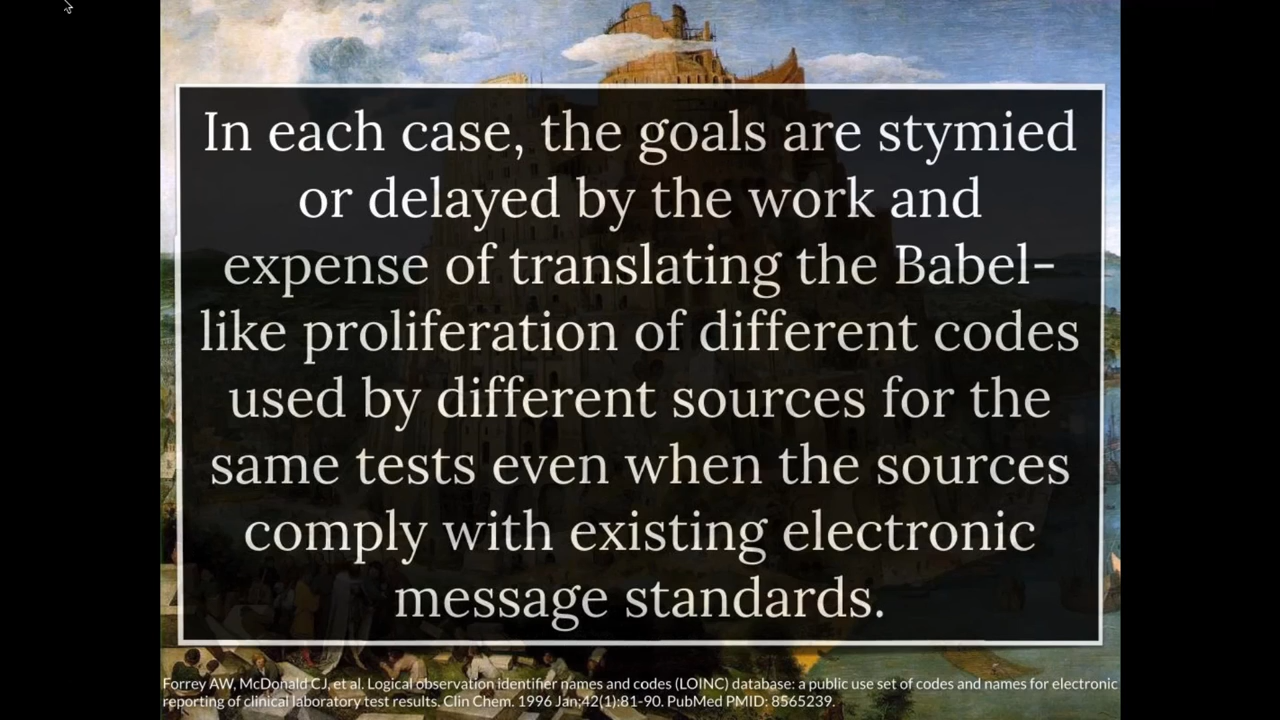 In each case, the goals are stymied
or delayed by the work and
expense of translating the Babel-
like proliferation of different codes
used by different sources for the
same tests even when the sources
comply with existing electronic
message standards.
Forrey AW, McDonald CJ, et al. Logical observation identifier names and codes (LOINC) database: a public use set of codes and names for electronic
reporting of clinical laboratory test results. Clin Chem. 1996 Jan;42(1):81-90. PubMed PMID: 8565239.